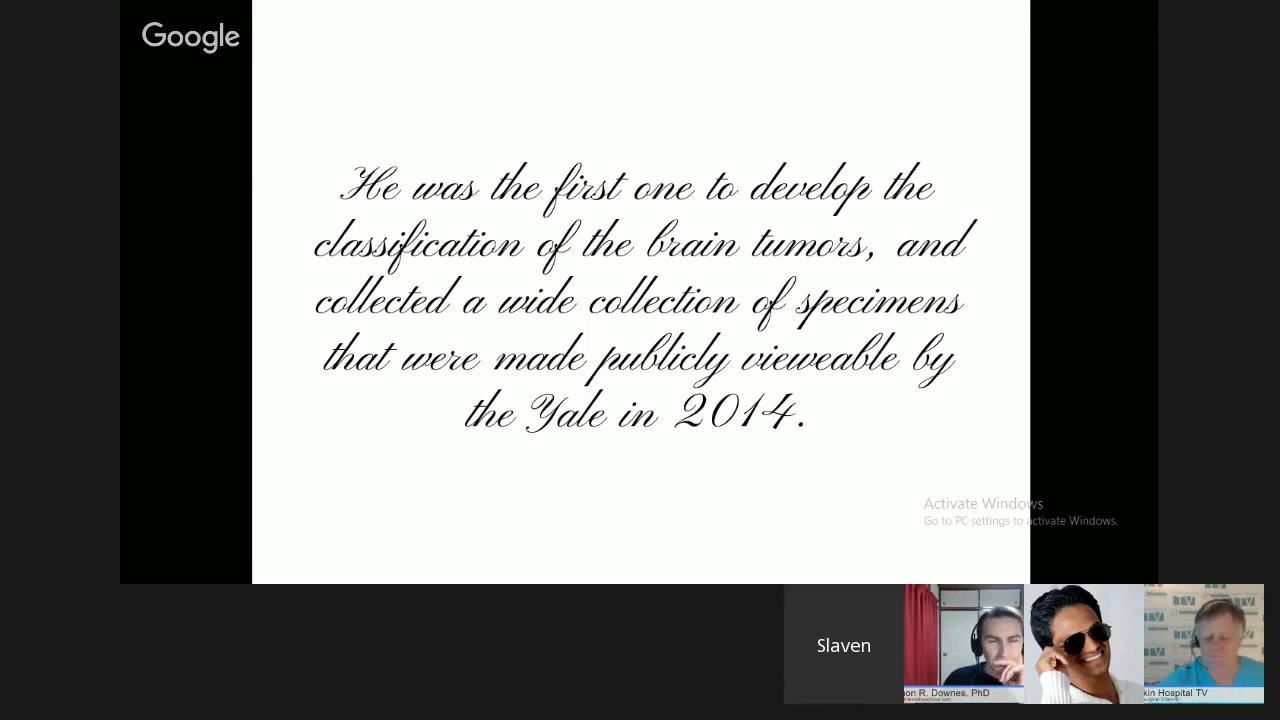 Google
He was the first one to develop the
classification of the brain tumors, and
collected a wide collection of specimens
that were made publicly vieweable by
the Yale in 2014.
Activate Windows
Go to PC settings to activate Windows.
Slaven
on R. Downes, PhD
kin Hospital TV